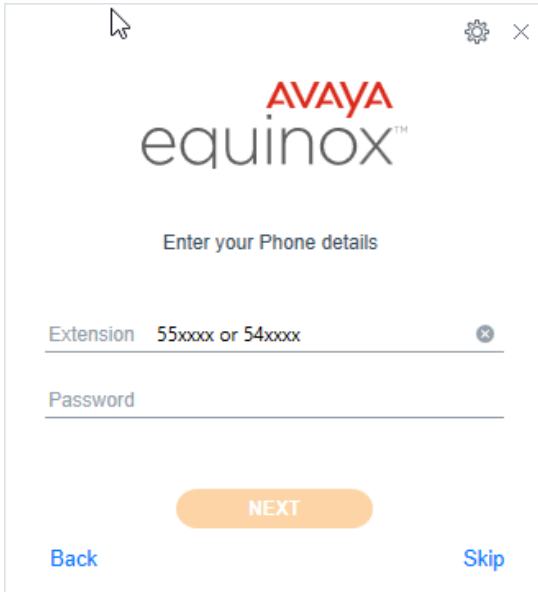 AVAYA
equinox™
Enter your Phone details
Extension 55xxxx or 54xxxx
Password
NEXT
Back Skip